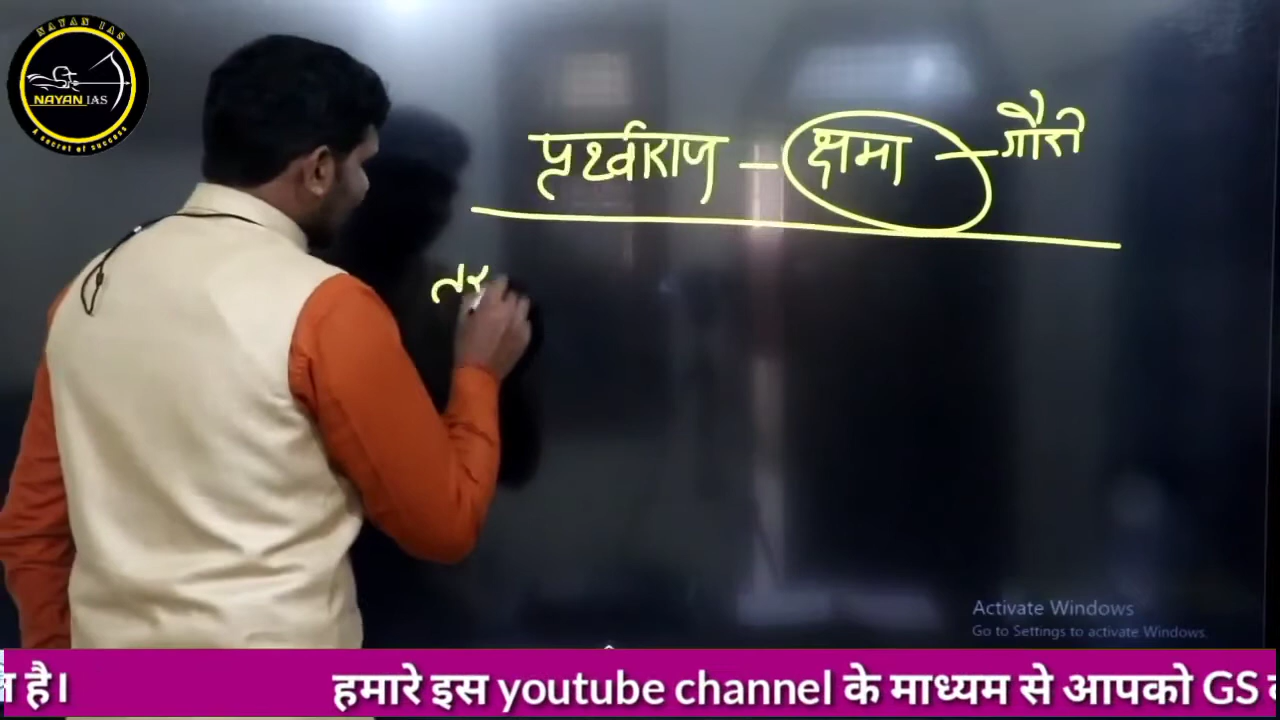 NAYAN IAS
NAYAN IAS
A secret of success
पृर्थ्वाराज – क्षमा – गौरी
तर
Activate Windows
Go to Settings to activate Windows.
है।
हमारे इस youtube channel के माध्यम से आपको GS